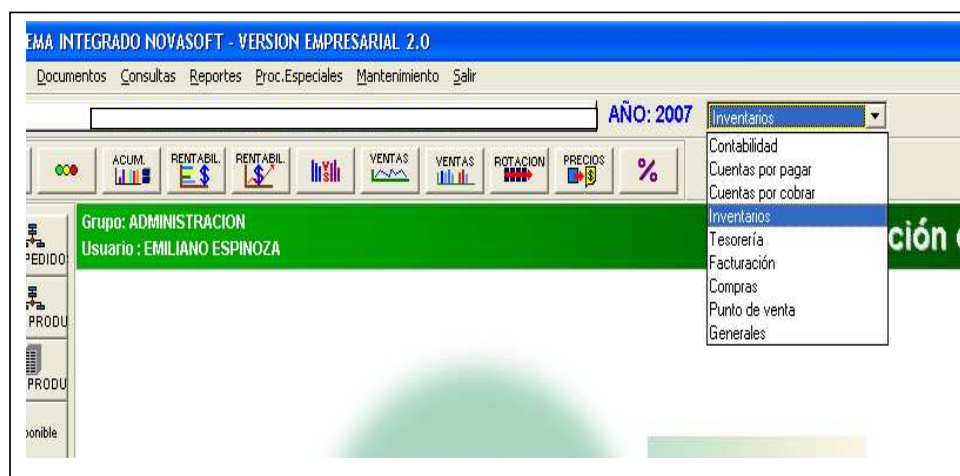 EMA INTEGRADO NOVASOFT - VERSION EMPRESARIAL 2.0
Documentos Consultas Reportes Proc.Especiales Mantenimiento Salir
AÑO: 2007 Inventarios
ACUM. RENTABIL. RENTABIL. VENTAS VENTAS ROTACION PRECIOS %
Contabilidad
Cuentas por pagar
Cuentas por cobrar
Inventarios
Tesorería
Facturación
Compras
Punto de venta
Generales
Grupo: ADMINISTRACION
Usuario : EMILIANO ESPINOZA
ción
PEDIDO
PRODU
PRODU
ponible